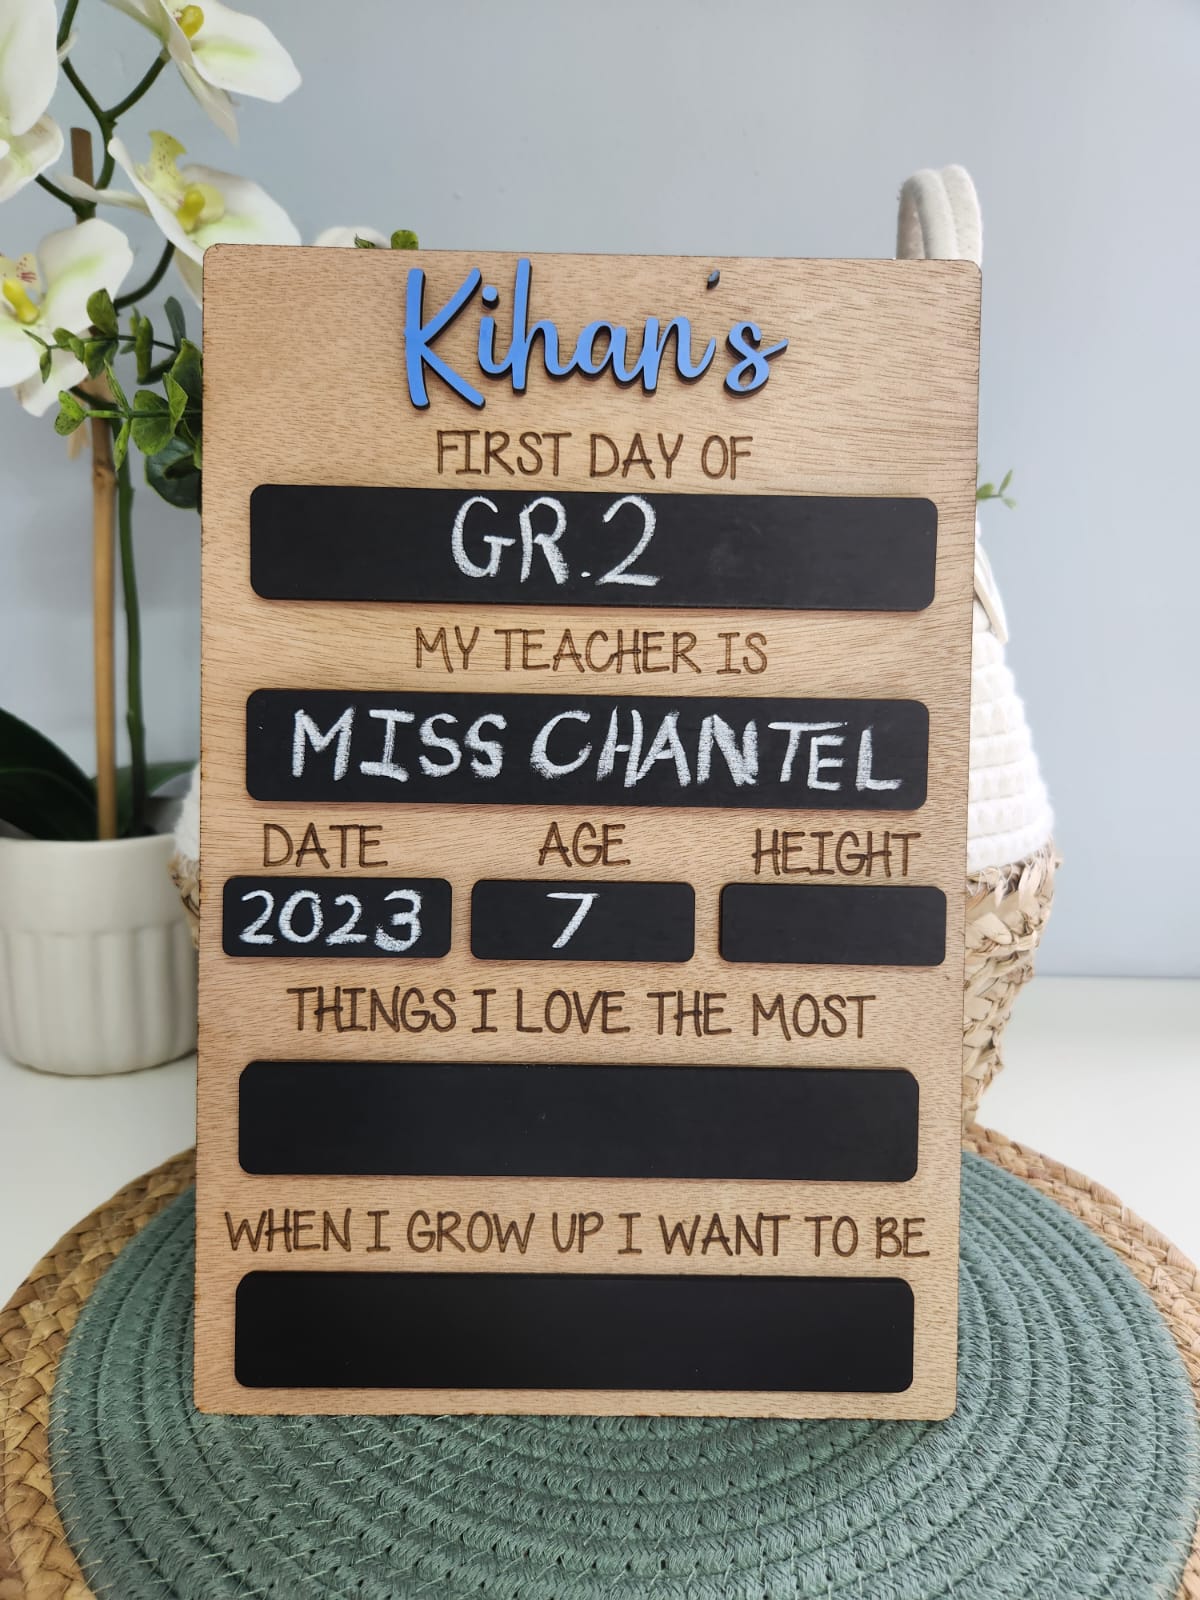 Kihan's
FIRST DAY OF
GR.2
MY TEACHER IS
MISS CHANTEL
DATE AGE HEIGHT
2023 7
THINGS I LOVE THE MOST
WHEN I GROW UP I WANT TO BE